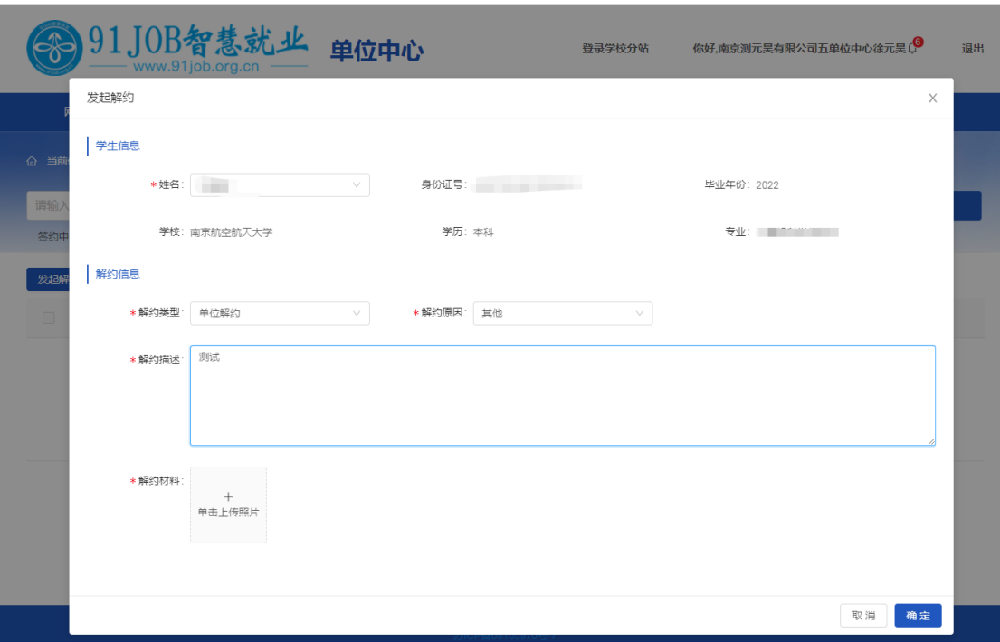 91JOB智慧就业
www.91job.org.cn
单位中心
登录学校分站
你好,南京测元昊有限公司五单位中心徐元昊
6
退出
发起解约
当前
请输入
签约中
发起解
学生信息
*姓名:
身份证号:
毕业年份: 2022
学校: 南京航空航天大学
学历: 本科
专业:
解约信息
*解约类型: 单位解约
*解约原因: 其他
*解约描述: 测试
*解约材料:
+
单击上传照片
取 消
确 定